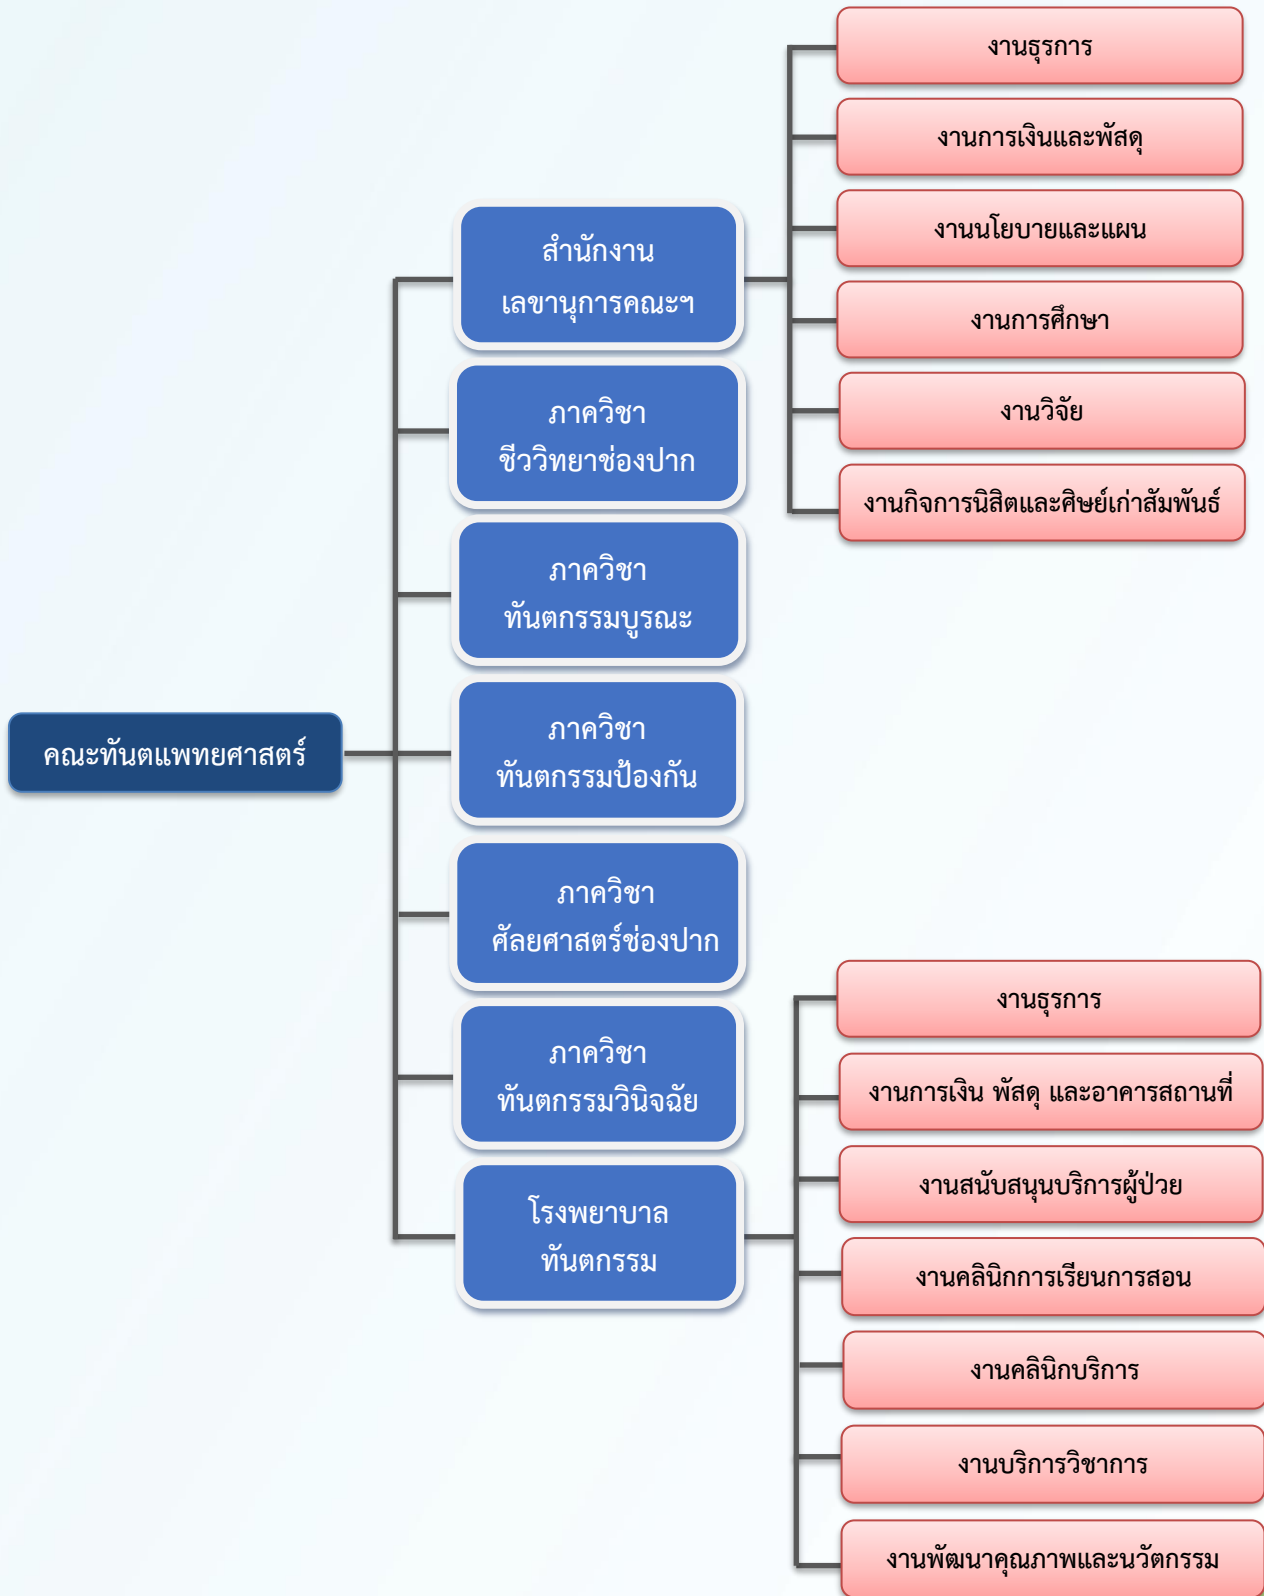 คณะทันตแพทยศาสตร์
สำนักงาน
เลขานุการคณะฯ
งานธุรการ
งานการเงินและพัสดุ
งานนโยบายและแผน
งานการศึกษา
งานวิจัย
งานกิจการนิสิตและศิษย์เก่าสัมพันธ์
ภาควิชา
ชีววิทยาช่องปาก
ภาควิชา
ทันตกรรมบูรณะ
ภาควิชา
ทันตกรรมป้องกัน
ภาควิชา
ศัลยศาสตร์ช่องปาก
ภาควิชา
ทันตกรรมวินิจฉัย
โรงพยาบาล
ทันตกรรม
งานธุรการ
งานการเงิน พัสดุ และอาคารสถานที่
งานสนับสนุนบริการผู้ป่วย
งานคลินิกการเรียนการสอน
งานคลินิกบริการ
งานบริการวิชาการ
งานพัฒนาคุณภาพและนวัตกรรม